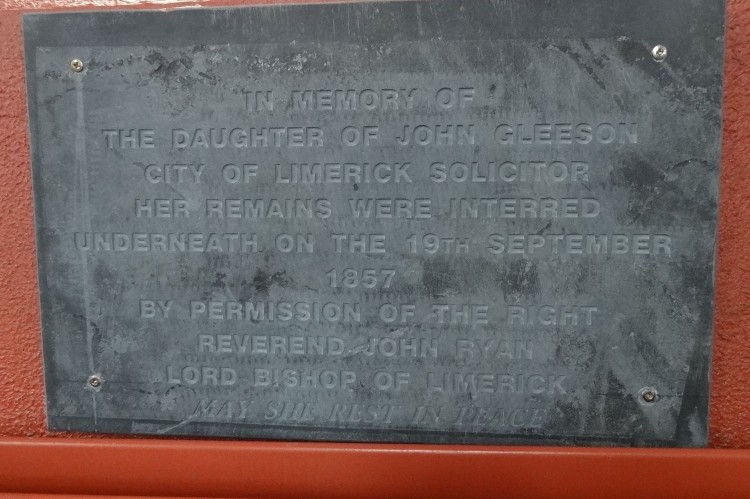 IN MEMORY OF
THE DAUGHTER OF JOHN GLEESON
CITY OF LIMERICK SOLICITOR
HER REMAINS WERE INTERRED
UNDERNEATH ON THE 19TH SEPTEMBER
1857
BY PERMISSION OF THE RIGHT
REVEREND JOHN RYAN
LORD BISHOP OF LIMERICK
MAY SHE REST IN PEACE